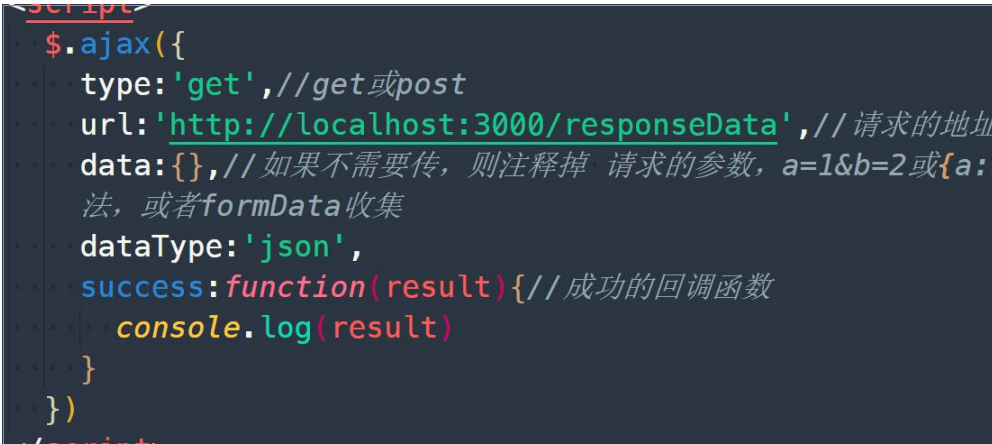 <script>
$.ajax({
type:'get',//get或post
url:'http://localhost:3000/responseData',//请求的地址
data:{},//如果不需要传，则注释掉 请求的参数，a=1&b=2或{a:
法，或者formData收集
dataType:'json',
success:function(result){//成功的回调函数
console.log(result)
}
})
</script>